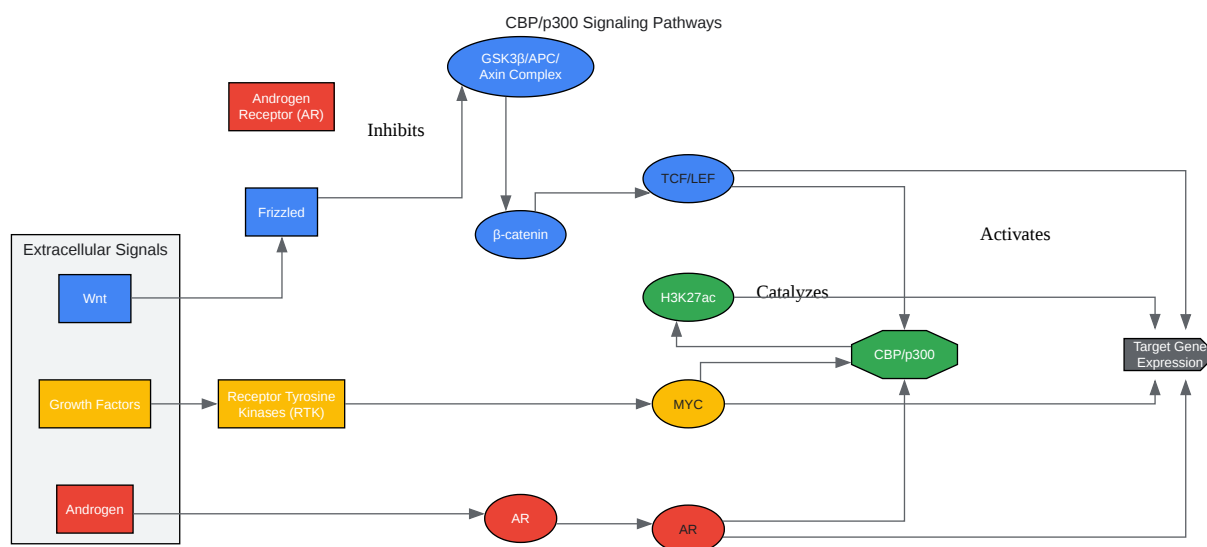 CBP/p300 Signaling Pathways
GSK3β/APC/
Axin Complex
Androgen
Receptor (AR)
Inhibits
TCF/LEF
Frizzled
β-catenin
Activates
Extracellular Signals
Wnt
H3K27ac
Catalyzes
CBP/p300
Target Gene
Expression
Growth Factors
Receptor Tyrosine
Kinases (RTK)
MYC
Androgen
AR
AR